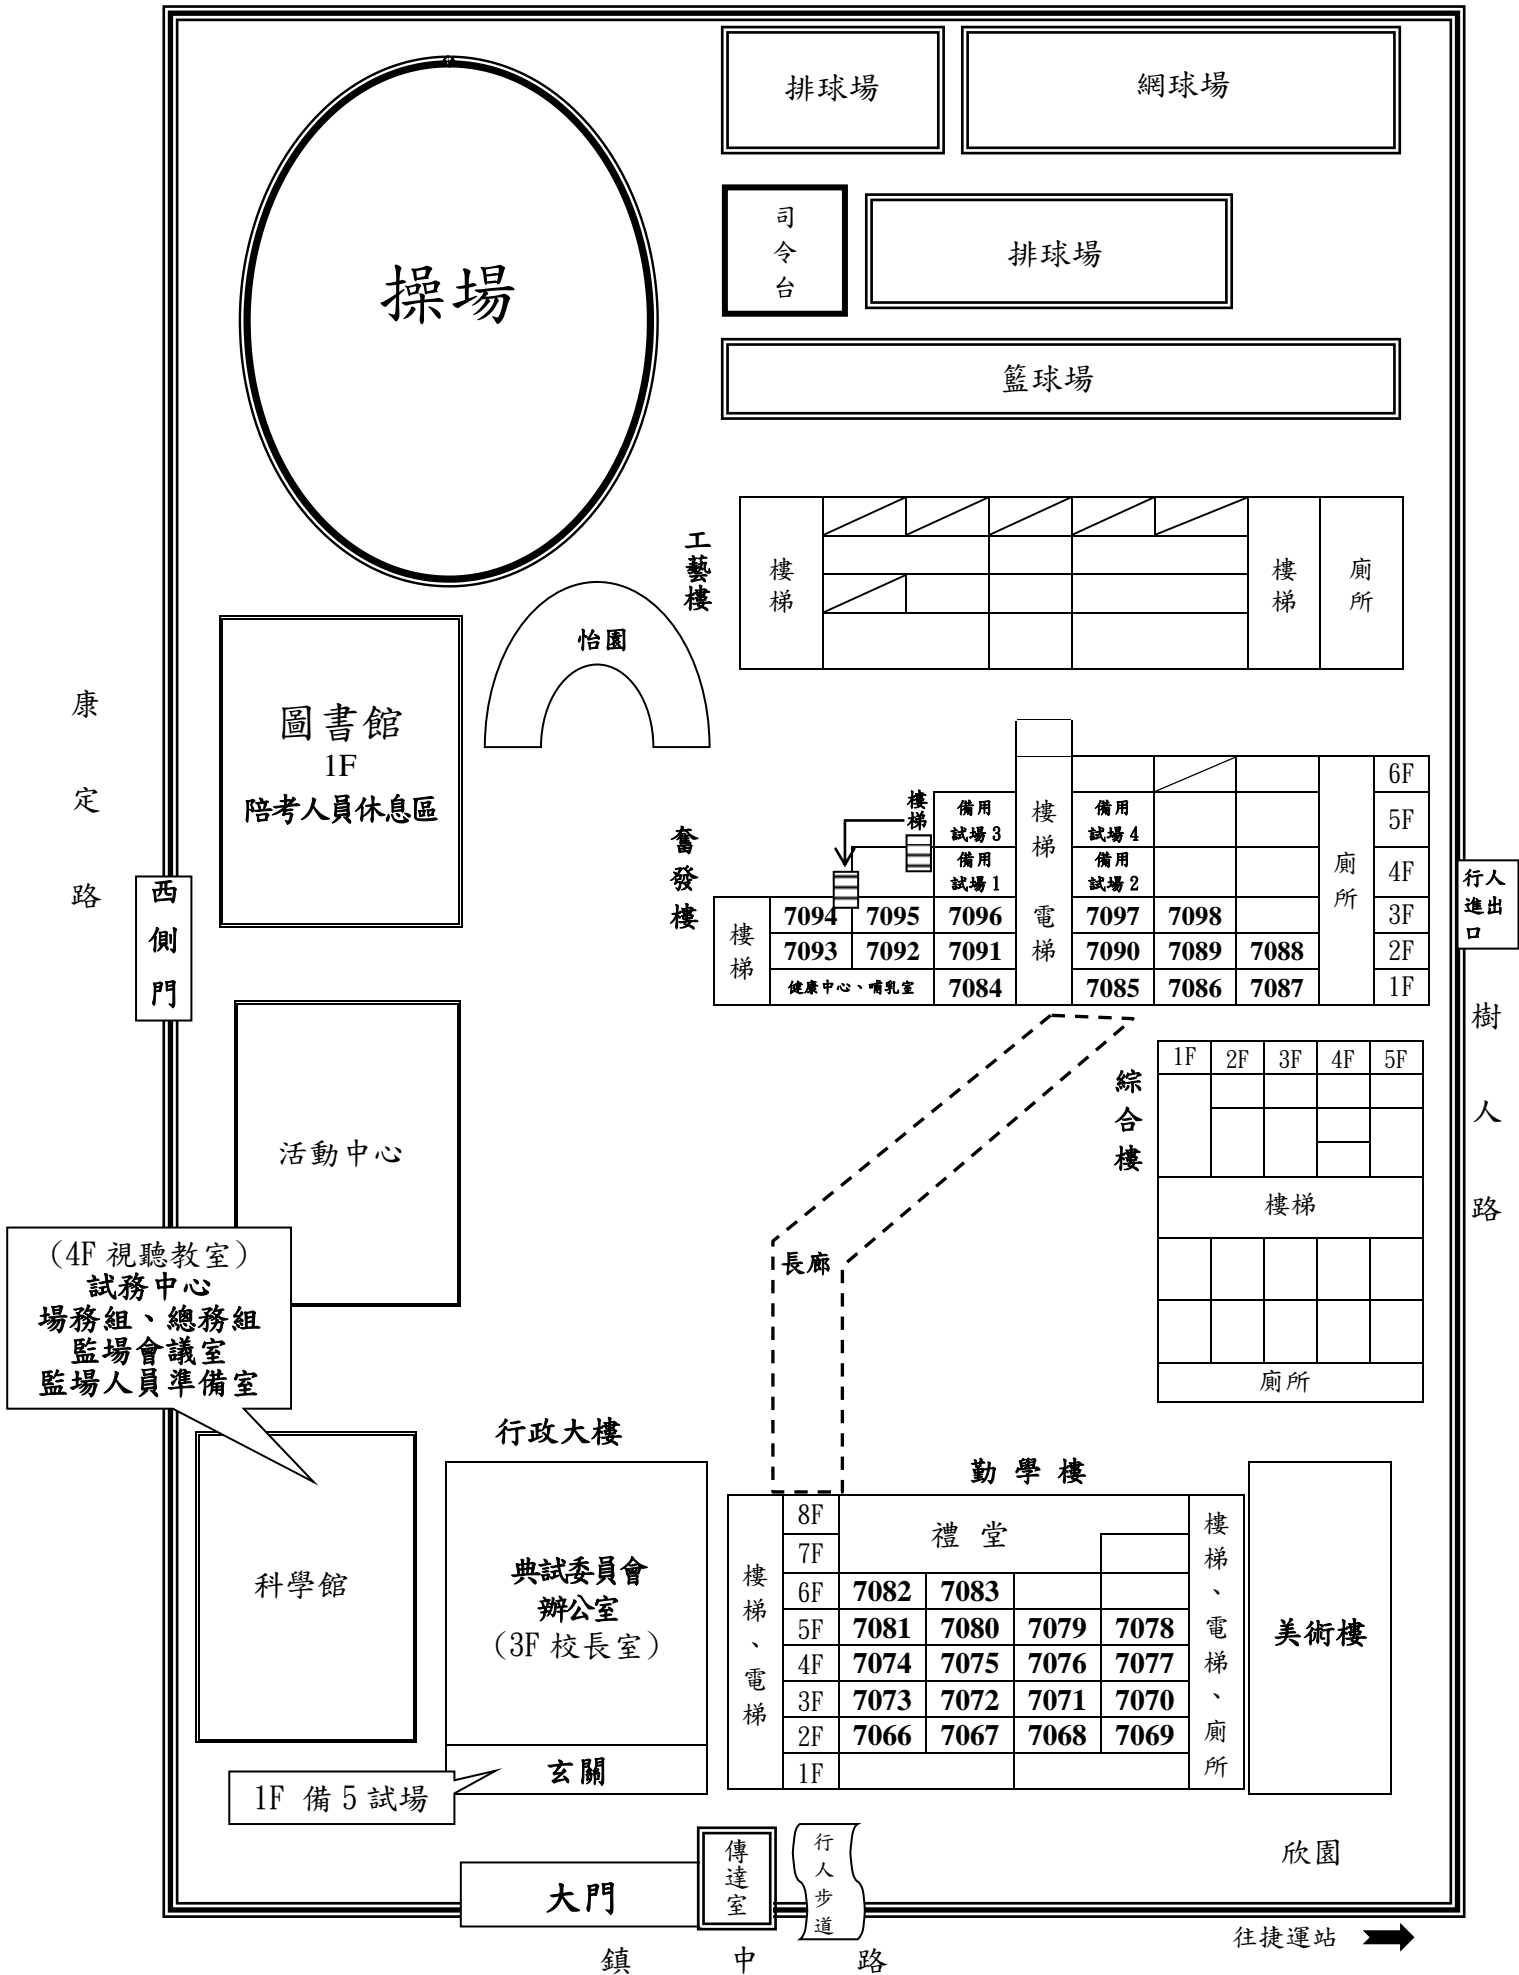 排球場
網球場
司令台
排球場
操場
籃球場
工藝樓
樓梯
樓梯
廁所
怡園
圖書館
1F
陪考人員休息區
康定路
西側門
奮發樓
樓梯
樓梯
電梯
廁所
6F
備用
試場3
備用
試場4
5F
備用
試場1
備用
試場2
4F
樓梯
7094 7095 7096 7097 7098 3F
7093 7092 7091 7090 7089 7088 2F
健康中心、哺乳室 7084 7085 7086 7087 1F
行人
進出
口
樹人路
活動中心
綜合樓
1F 2F 3F 4F 5F
樓梯
廁所
長廊
(4F視聽教室)
試務中心
場務組、總務組
監場會議室
監場人員準備室
科學館
行政大樓
典試委員會
辦公室
(3F校長室)
玄關
1F 備5試場
勤學樓
樓梯、電梯
8F
禮堂
7F
6F 7082 7083
5F 7081 7080 7079 7078
4F 7074 7075 7076 7077
3F 7073 7072 7071 7070
2F 7066 7067 7068 7069
1F
樓梯、電梯、廁所
美術樓
欣園
大門
傳達室
行人步道
往捷運站
鎮中路